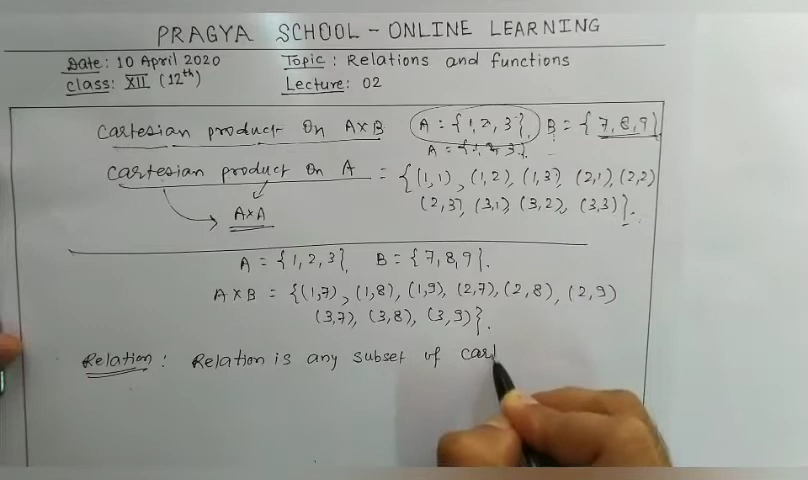 PRAGYA SCHOOL - ONLINE LEARNING
Date: 10 April 2020 Topic: Relations and functions
Class: XII (12th) Lecture: 02
Cartesian product On A×B A = {1, 2, 3}, B = {7, 8, 9}
A = {1, 2, 3}.
Cartesian product On A = {(1,1), (1,2), (1,3), (2,1), (2,2)
(2,3), (3,1), (3,2), (3,3)}.
A×A
A = {1, 2, 3}, B = {7, 8, 9}.
A×B = {(1,7), (1,8), (1,9), (2,7), (2,8), (2,9)
(3,7), (3,8), (3,9)}.
Relation: Relation is any subset of car